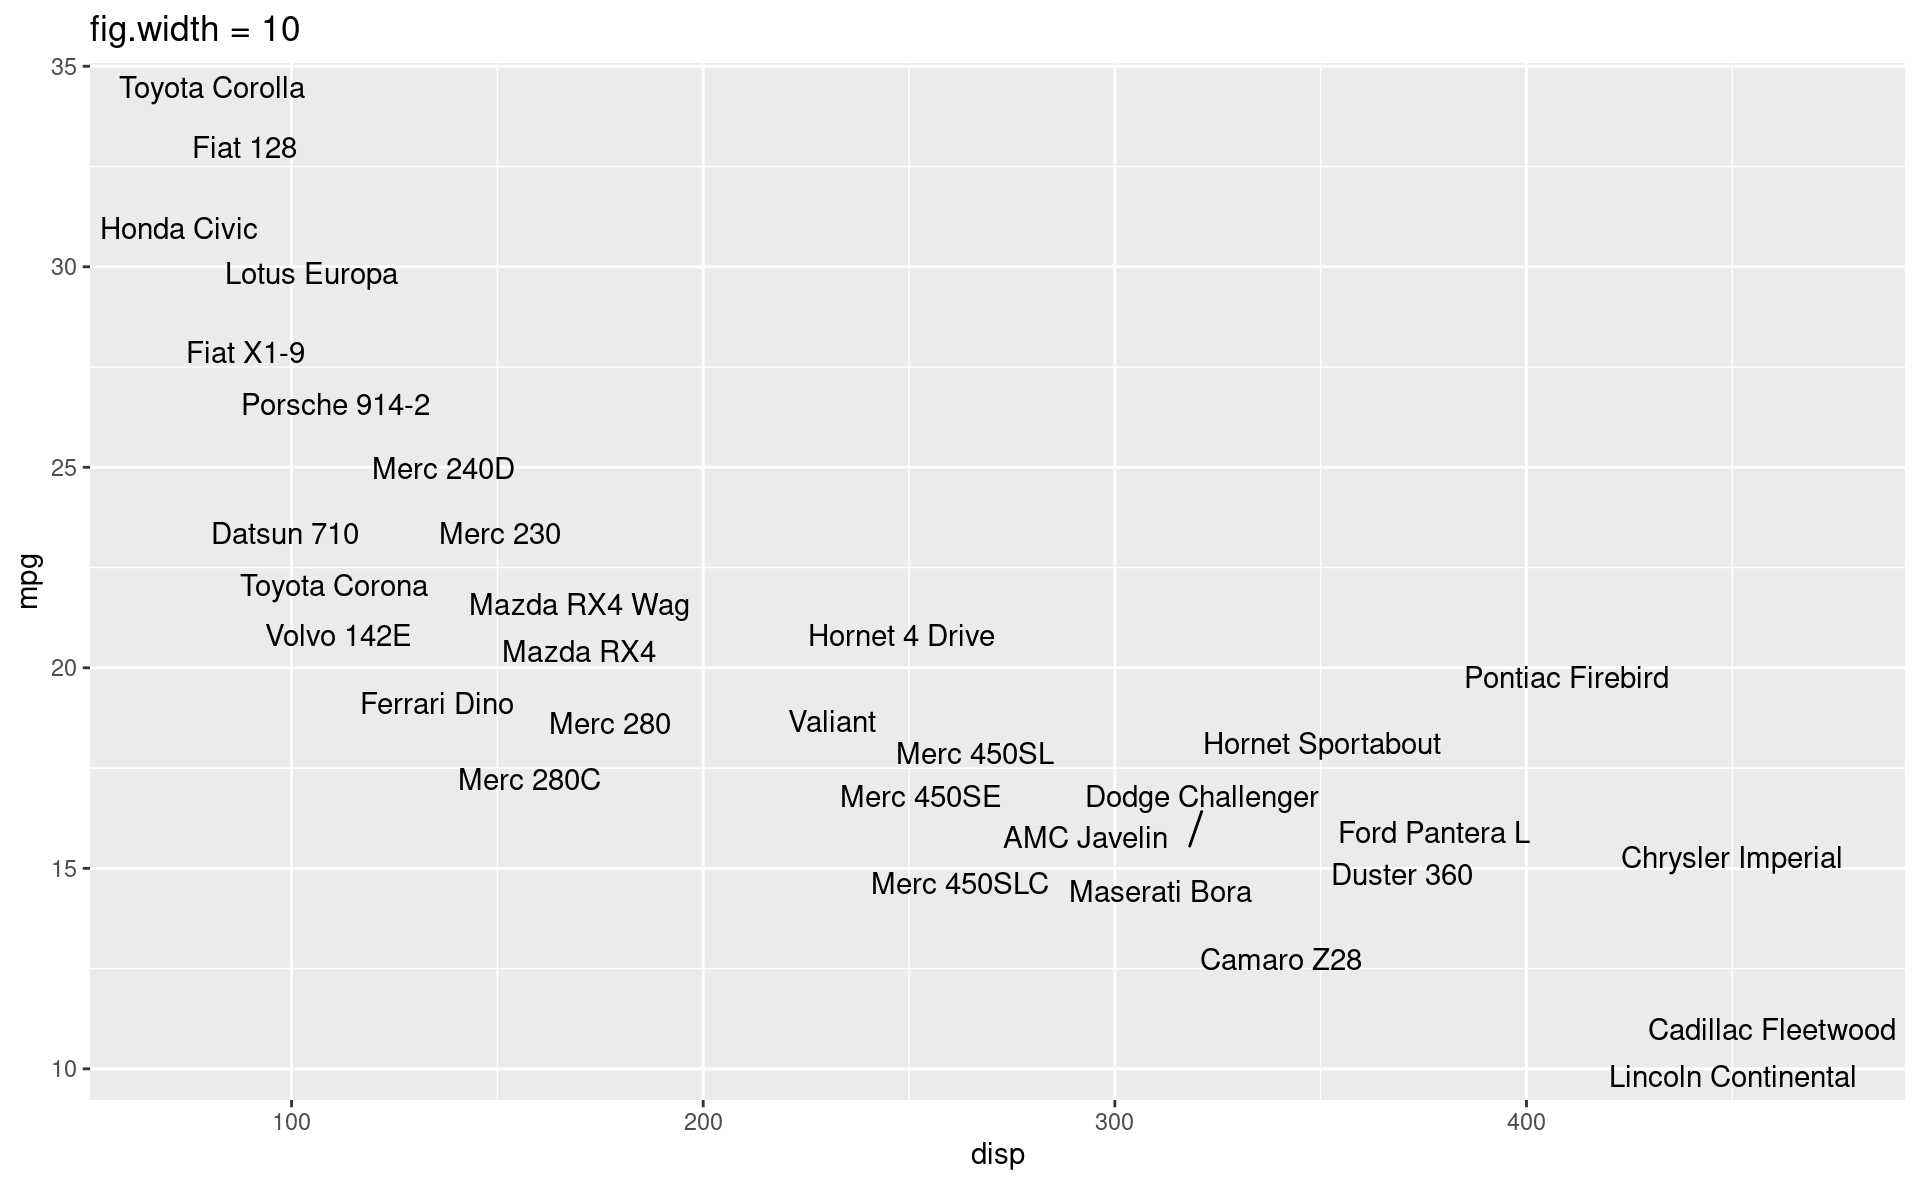 fig.width = 10
35
Toyota Corolla
Fiat 128
Honda Civic
30
Lotus Europa
Fiat X1-9
Porsche 914-2
25
Merc 240D
Datsun 710
Merc 230
mpg
Toyota Corona
Mazda RX4 Wag
Volvo 142E
Hornet 4 Drive
Mazda RX4
20
Pontiac Firebird
Ferrari Dino
Merc 280
Valiant
Hornet Sportabout
Merc 450SL
Merc 280C
Merc 450SE
Dodge Challenger
AMC Javelin
Ford Pantera L
Chrysler Imperial
15
Duster 360
Merc 450SLC
Maserati Bora
Camaro Z28
Cadillac Fleetwood
10
Lincoln Continental
100
200
300
400
disp